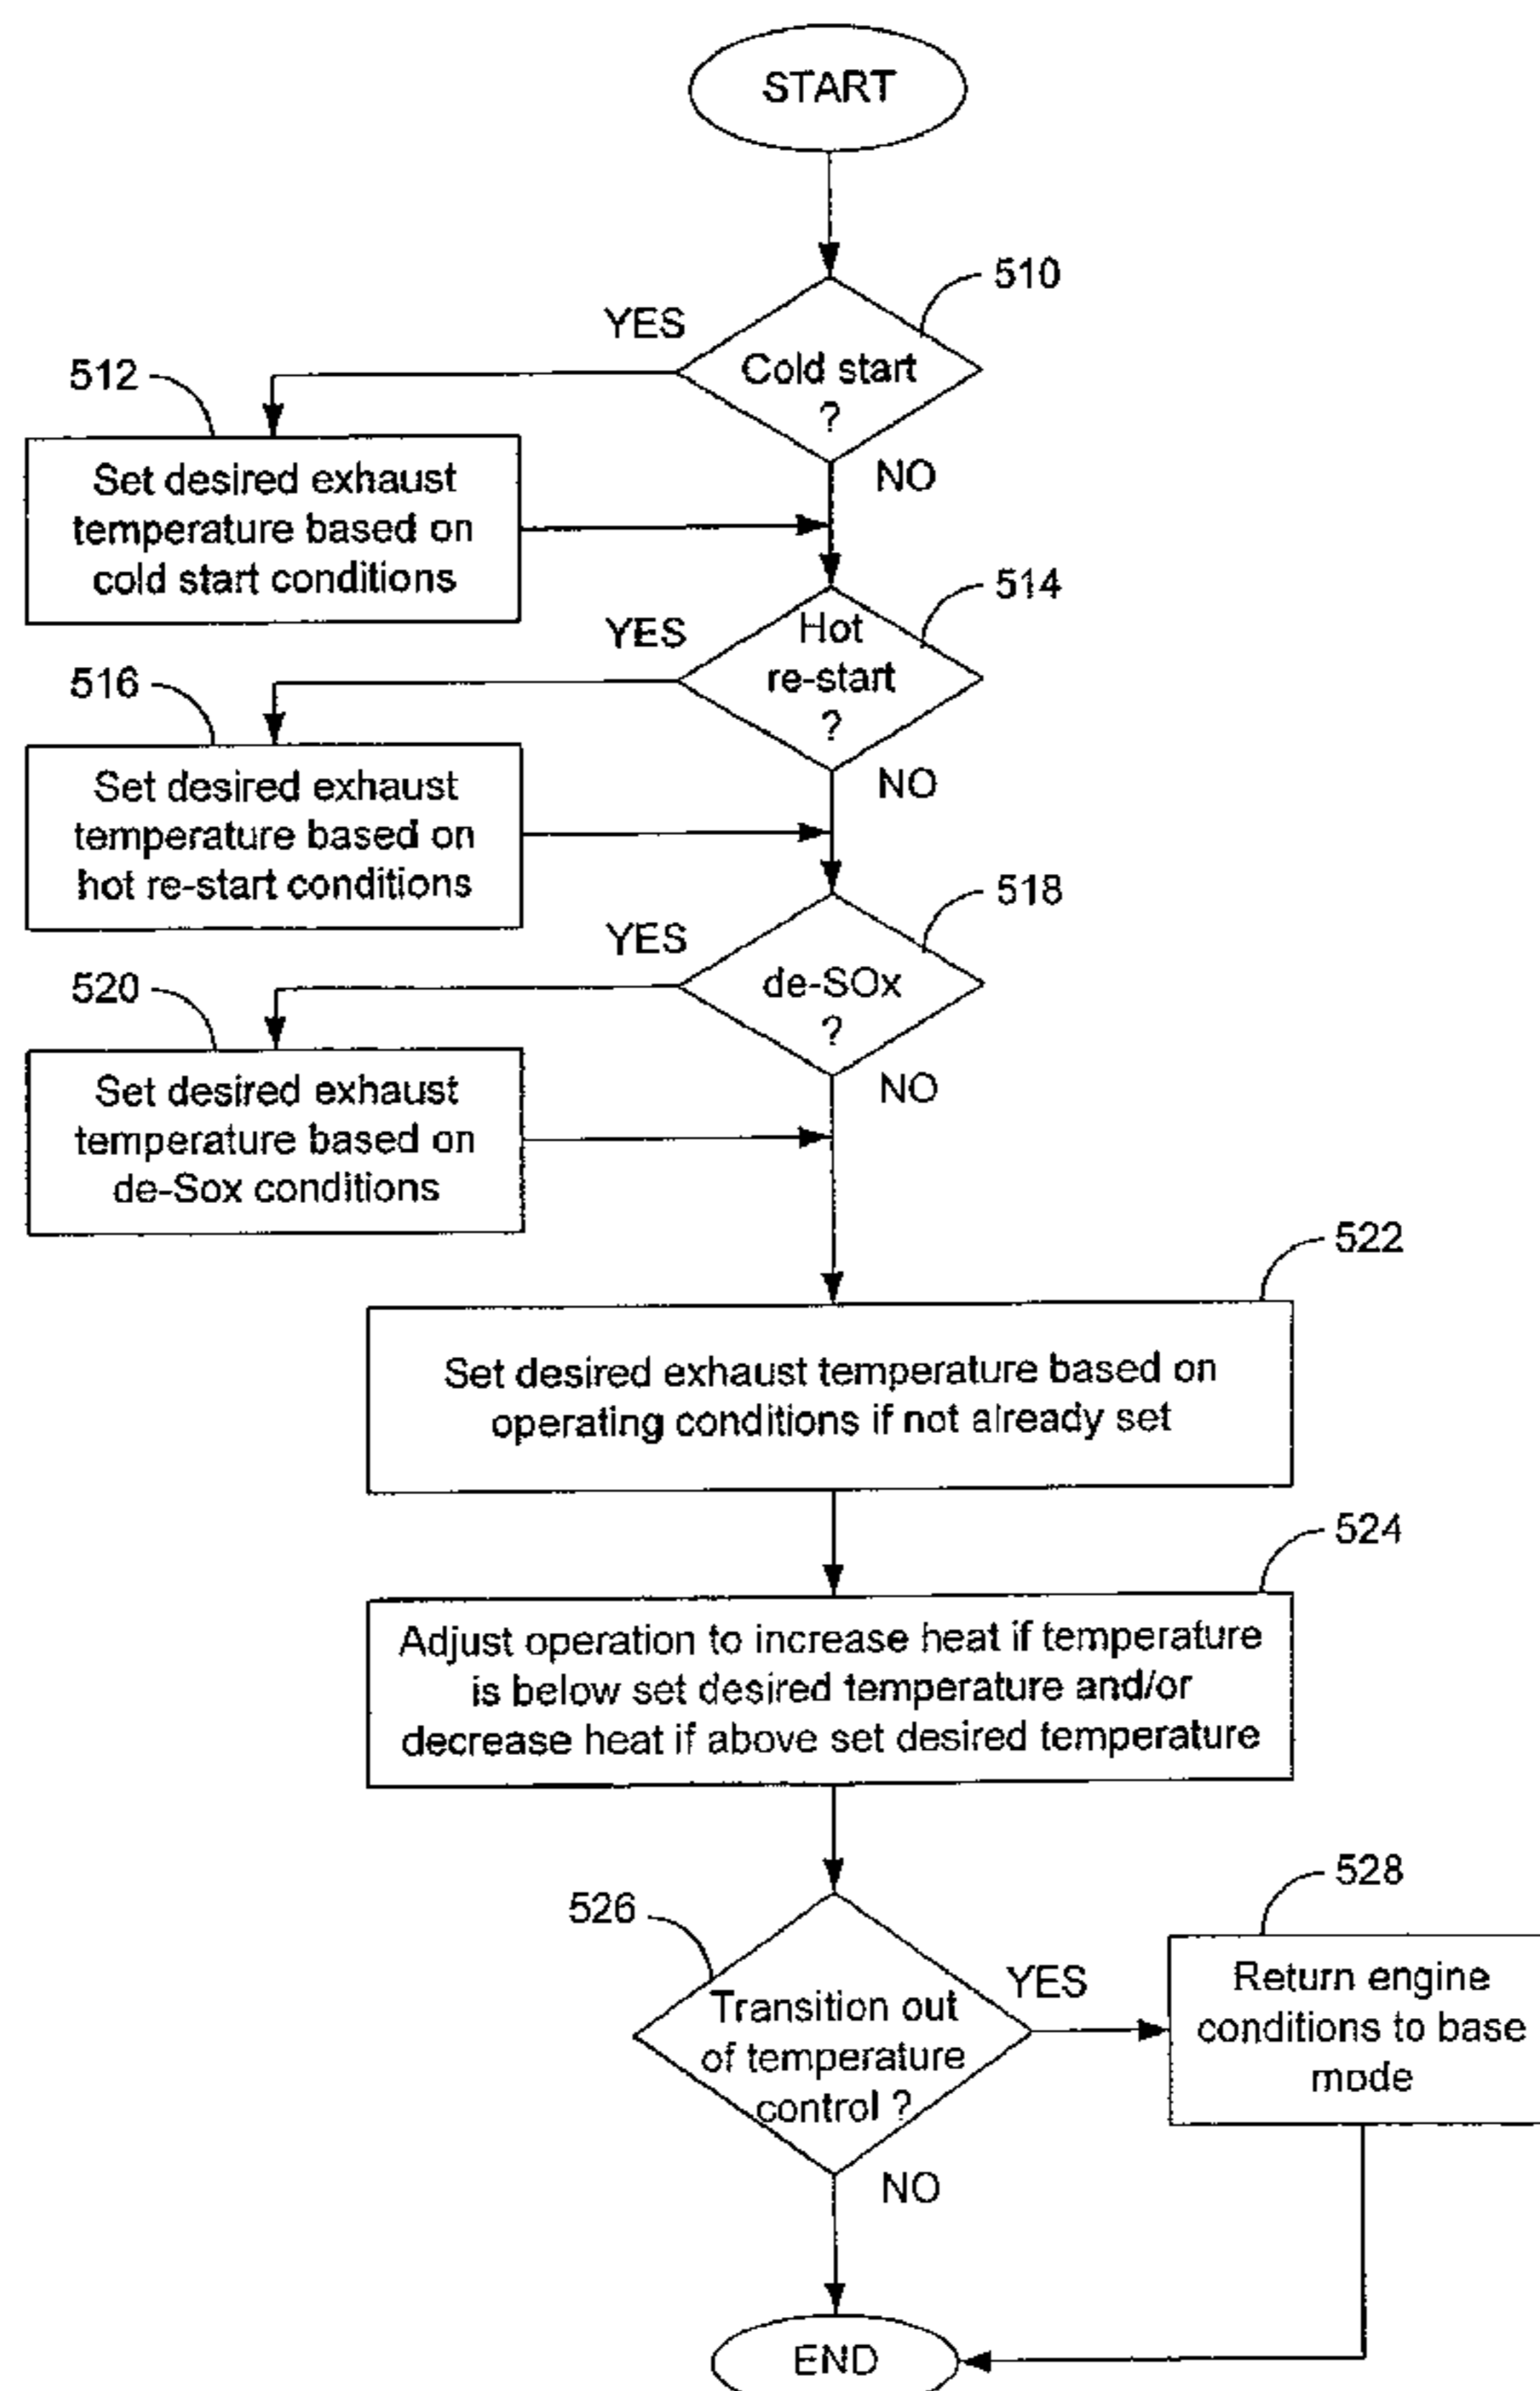 START
510
YES
Cold start
?
512
NO
Set desired exhaust
temperature based on
cold start conditions
514
YES
Hot
re-start
?
516
NO
Set desired exhaust
temperature based on
hot re-start conditions
518
YES
de-SOx
?
520
NO
Set desired exhaust
temperature based on
de-Sox conditions
522
Set desired exhaust temperature based on
operating conditions if not already set
524
Adjust operation to increase heat if temperature
is below set desired temperature and/or
decrease heat if above set desired temperature
526
Transition out
of temperature
control ?
YES
528
Return engine
conditions to base
mode
NO
END